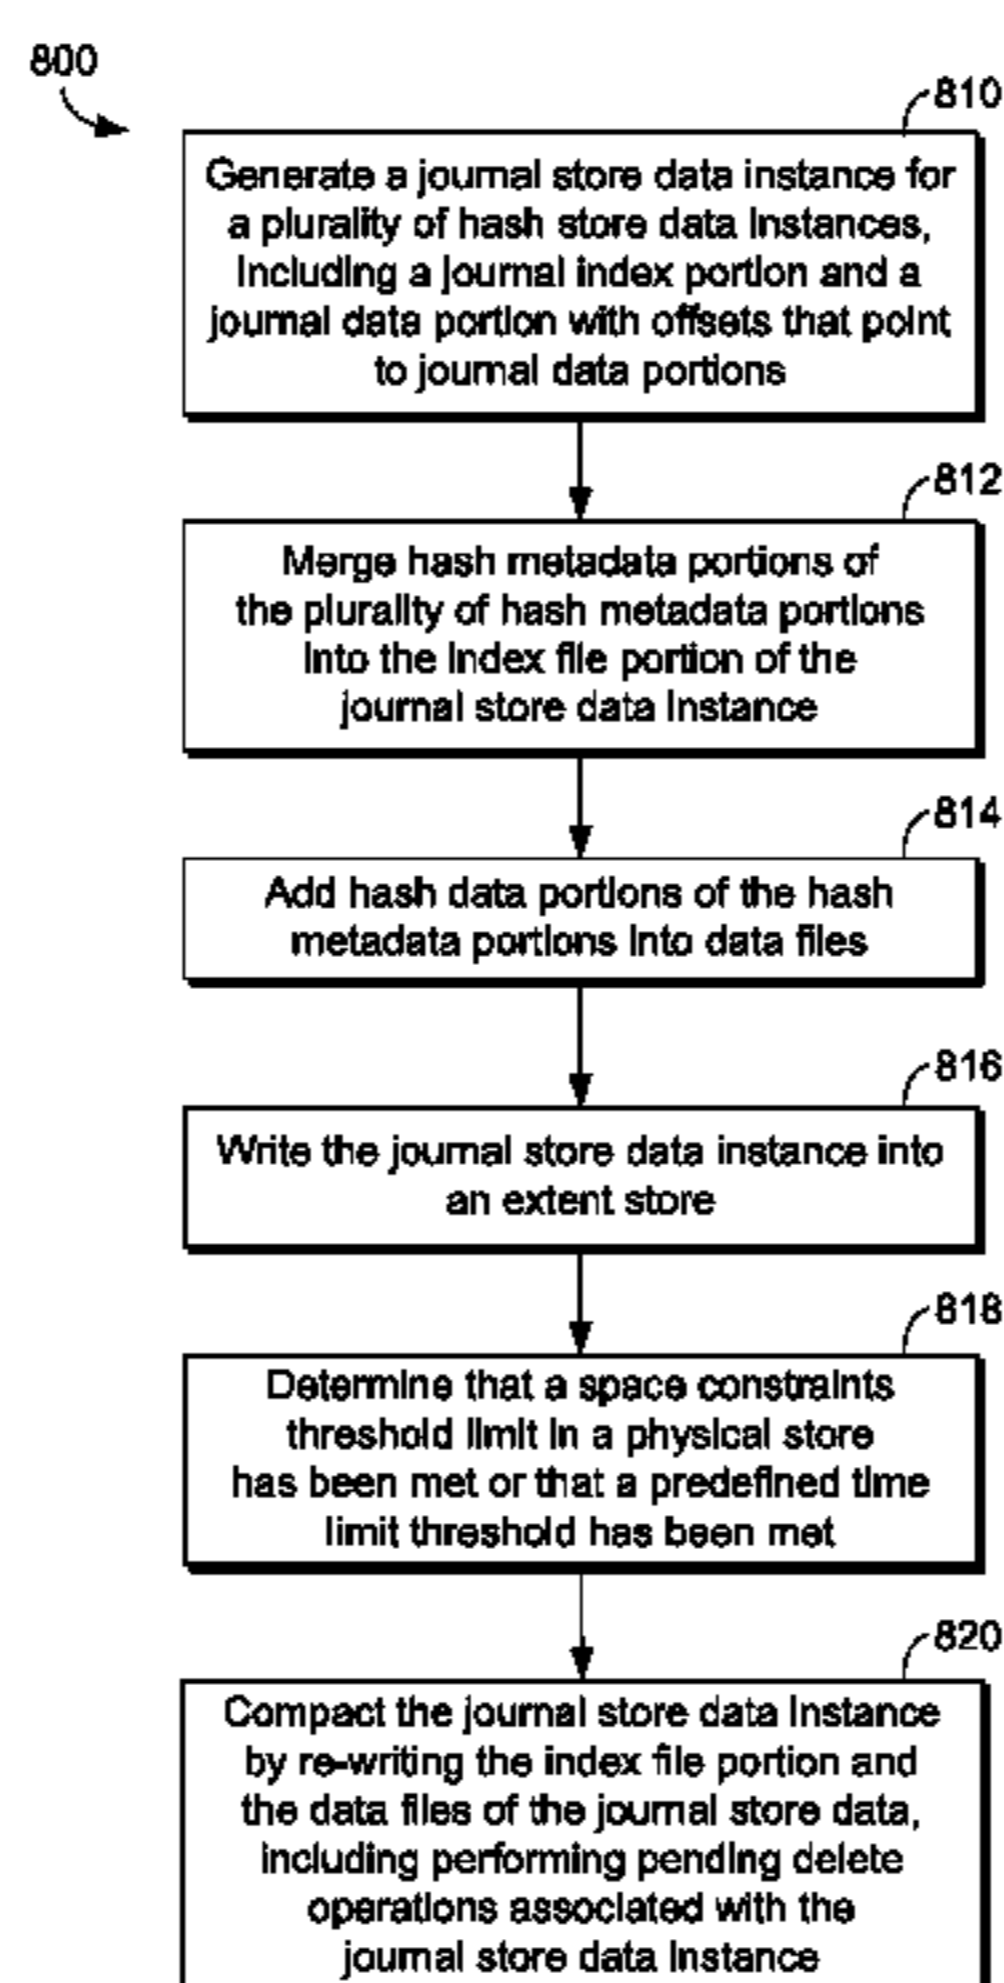 800
810
Generate a journal store data instance for
a plurality of hash store data instances,
including a journal index portion and a
journal data portion with offsets that point
to journal data portions
812
Merge hash metadata portions of
the plurality of hash metadata portions
into the index file portion of the
journal store data instance
814
Add hash data portions of the hash
metadata portions into data files
816
Write the journal store data instance into
an extent store
818
Determine that a space constraints
threshold limit in a physical store
has been met or that a predefined time
limit threshold has been met
820
Compact the journal store data instance
by re-writing the index file portion and
the data files of the journal store data,
including performing pending delete
operations associated with the
journal store data instance